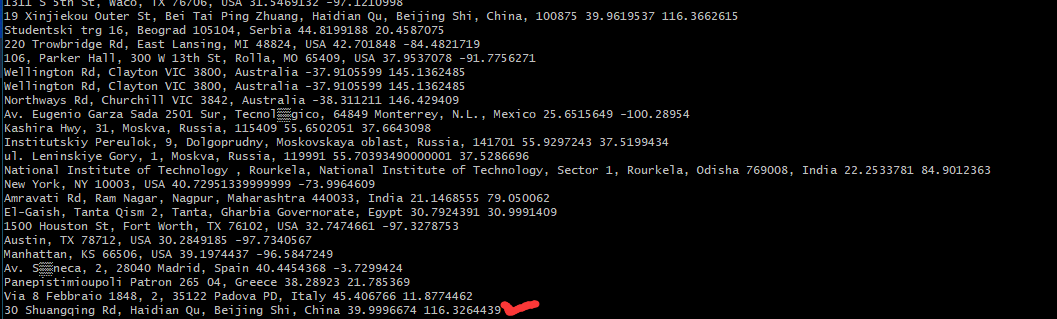 1311 S 5th St, Waco, TX 76706, USA 31.5469132 -97.1210998
19 Xinjiekou Outer St, Bei Tai Ping Zhuang, Haidian Qu, Beijing Shi, China, 100875 39.9619537 116.3662615
Studentski trg 16, Beograd 105104, Serbia 44.8199188 20.4587075
220 Trowbridge Rd, East Lansing, MI 48824, USA 42.701848 -84.4821719
106, Parker Hall, 300 W 13th St, Rolla, MO 65409, USA 37.9537078 -91.7756271
Wellington Rd, Clayton VIC 3800, Australia -37.9105599 145.1362485
Wellington Rd, Clayton VIC 3800, Australia -37.9105599 145.1362485
Northways Rd, Churchill VIC 3842, Australia -38.311211 146.429409
Av. Eugenio Garza Sada 2501 Sur, Tecnol▒▒gico, 64849 Monterrey, N.L., Mexico 25.6515649 -100.28954
Kashira Hwy, 31, Moskva, Russia, 115409 55.6502051 37.6643098
Institutskiy Pereulok, 9, Dolgoprudny, Moskovskaya oblast, Russia, 141701 55.9297243 37.5199434
ul. Leninskiye Gory, 1, Moskva, Russia, 119991 55.70393490000001 37.5286696
National Institute of Technology , Rourkela, National Institute of Technology, Sector 1, Rourkela, Odisha 769008, India 22.2533781 84.9012363
New York, NY 10003, USA 40.72951339999999 -73.9964609
Amravati Rd, Ram Nagar, Nagpur, Maharashtra 440033, India 21.1468555 79.050062
El-Gaish, Tanta Qism 2, Tanta, Gharbia Governorate, Egypt 30.7924391 30.9991409
1500 Houston St, Fort Worth, TX 76102, USA 32.7474661 -97.3278753
Austin, TX 78712, USA 30.2849185 -97.7340567
Manhattan, KS 66506, USA 39.1974437 -96.5847249
Av. S▒▒neca, 2, 28040 Madrid, Spain 40.4454368 -3.7299424
Panepistimioupoli Patron 265 04, Greece 38.28923 21.785369
Via 8 Febbraio 1848, 2, 35122 Padova PD, Italy 45.406766 11.8774462
30 Shuangqing Rd, Haidian Qu, Beijing Shi, China 39.9996674 116.3264439